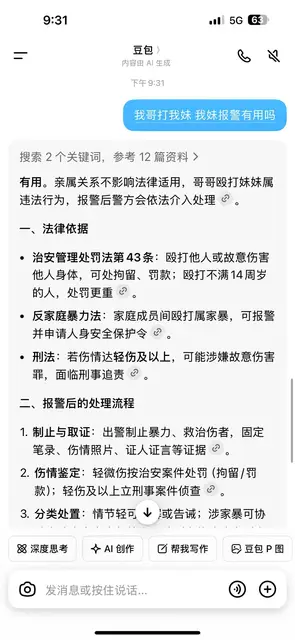 9:31
5G 63
豆包 〉
内容由 AI 生成
下午9:31
我哥打我妹 我妹报警有用吗
搜索 2 个关键词，参考 12 篇资料 〉
有用。亲属关系不影响法律适用，哥哥殴打妹妹属
违法行为，报警后警方会依法介入处理。
一、法律依据
• 治安管理处罚法第43条：殴打他人或故意伤害
他人身体，可处拘留、罚款；殴打不满14周岁
的人，处罚更重。
• 反家庭暴力法：家庭成员间殴打属家暴，可报警
并申请人身安全保护令。
• 刑法：若伤情达轻伤及以上，可能涉嫌故意伤害
罪，面临刑事追责。
二、报警后的处理流程
1. 制止与取证：出警制止暴力、救治伤者，固定
笔录、伤情照片、证人证言等证据。
2. 伤情鉴定：轻微伤按治安案件处罚（拘留/罚
款）；轻伤及以上立刑事案件侦查。
3. 分类处置：情节轻可 或告诫；涉家暴可协
深度思考
AI 创作
帮我写作
豆包 P 图
发消息或按住说话...